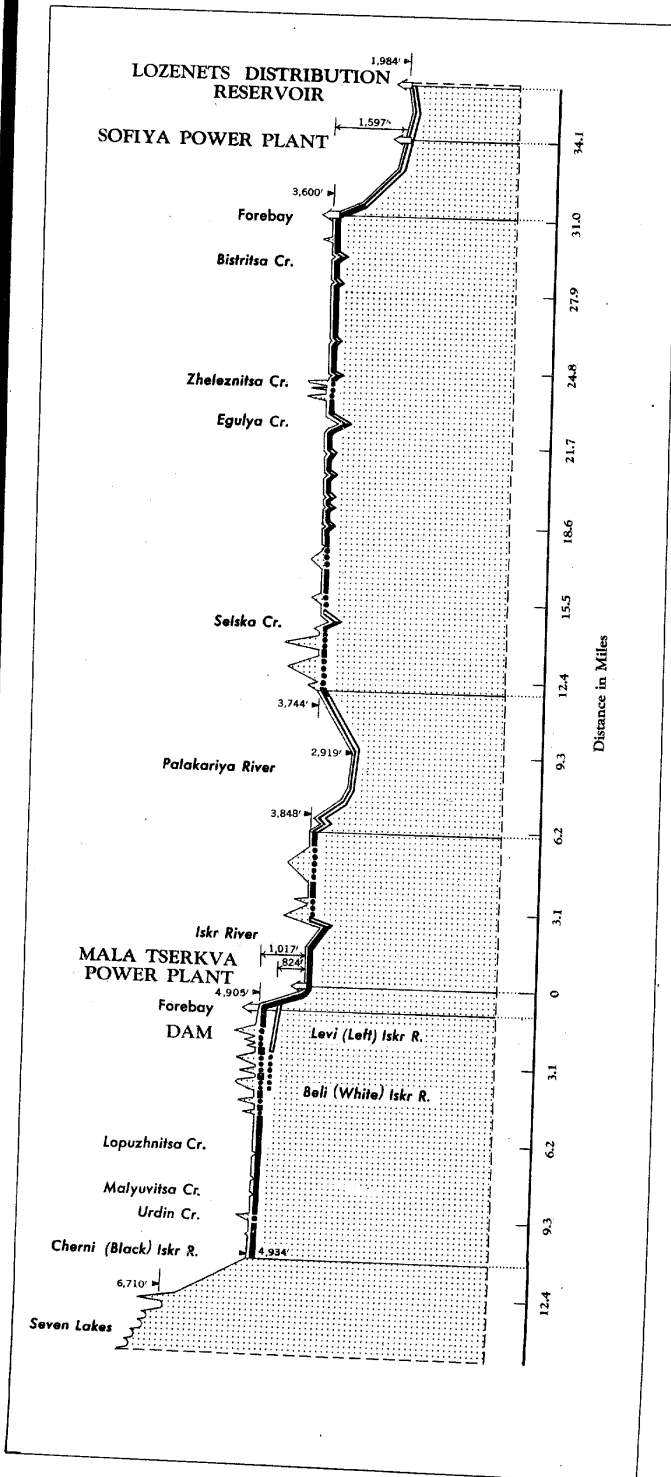 1,984'
LOZENETS DISTRIBUTION
RESERVOIR
1,597'
SOFIYA POWER PLANT
34.1
3,600'
Forebay
31.0
Bistritsa Cr.
27.9
24.8
Zheleznitsa Cr.
Egulya Cr.
21.7
18.6
15.5
Selska Cr.
12.4
3,744'
Distance in Miles
2,919'
9.3
Palakariya River
3,848'
6.2
3.1
Iskr River
1,017'
MALA TSERKVA
POWER PLANT
824'
4,905'
0
Forebay
DAM
Levi (Left) Iskr R.
3.1
Beli (White) Iskr R.
Lopuzhnitsa Cr.
6.2
Malyuvitsa Cr.
Urdin Cr.
9.3
Cherni (Black) Iskr R.
4,934'
6,710'
12.4
Seven Lakes